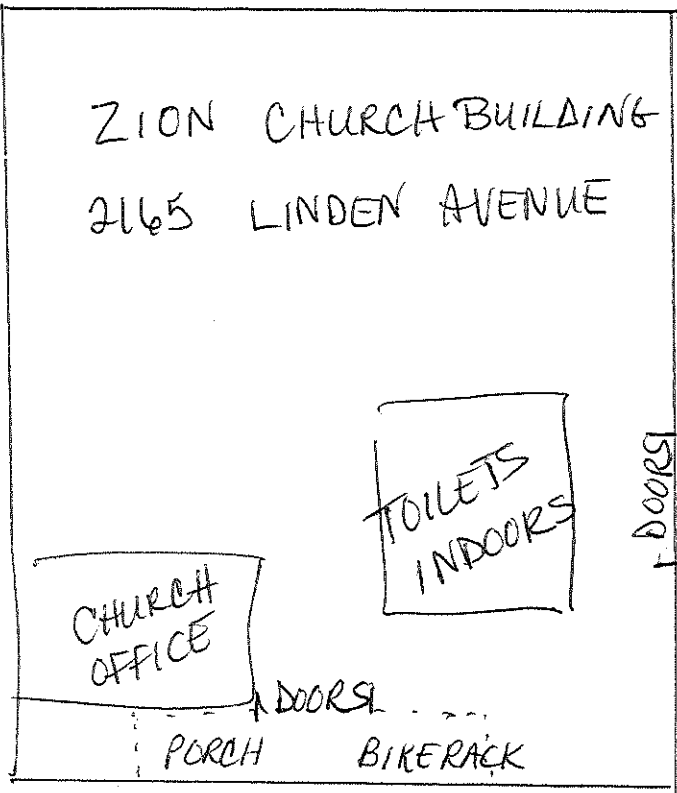 ZION CHURCH BUILDING
2165 LINDEN AVENUE
TOILETS
INDOORS
DOORS
CHURCH
OFFICE
DOORS
PORCH BIKERACK